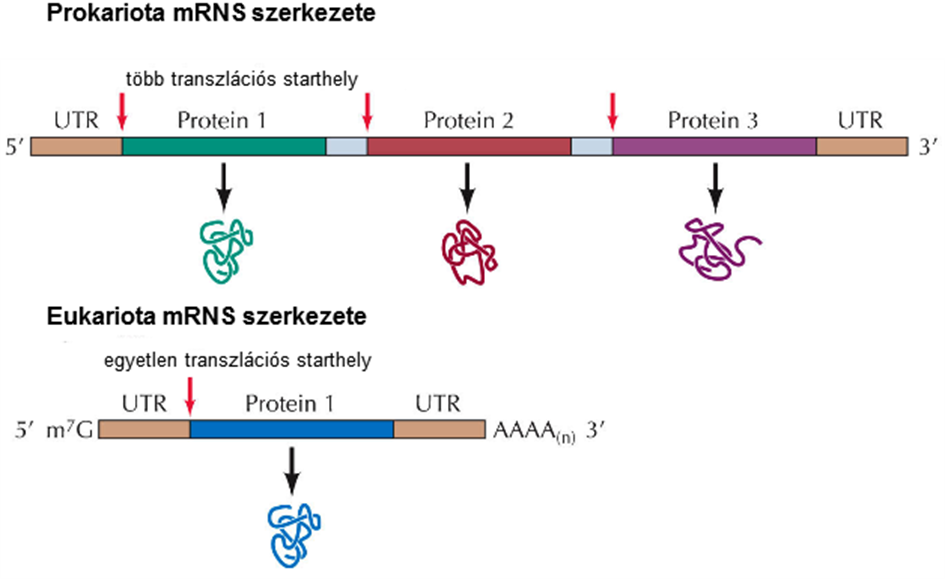 Prokariota mRNS szerkezete
több transzlációs starthely
UTR Protein 1 Protein 2 Protein 3 UTR
5′ 3′
Eukariota mRNS szerkezete
egyetlen transzlációs starthely
UTR Protein 1 UTR
5′ m⁷G AAAA(n) 3′